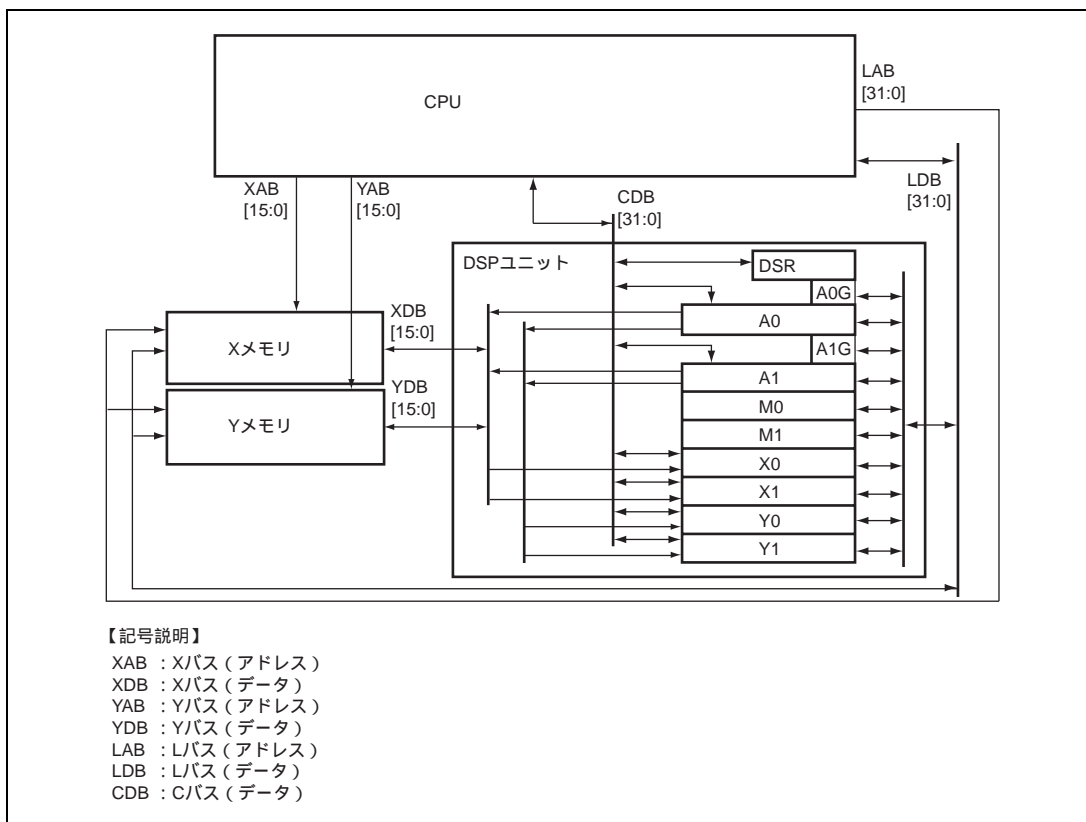 CPU
LAB
[31:0]
XAB
[15:0]
YAB
[15:0]
CDB
[31:0]
LDB
[31:0]
DSPユニット
DSR
A0G
A0
A1G
A1
M0
M1
X0
X1
Y0
Y1
XDB
[15:0]
Xメモリ
YDB
[15:0]
Yメモリ
【記号説明】
XAB : Xバス ( アドレス )
XDB : Xバス ( データ )
YAB : Yバス ( アドレス )
YDB : Yバス ( データ )
LAB : Lバス ( アドレス )
LDB : Lバス ( データ )
CDB : Cバス ( データ )